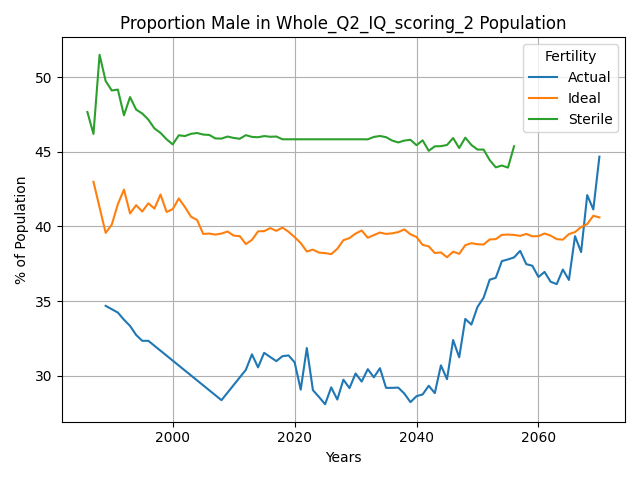 Proportion Male in Whole_Q2_IQ_scoring_2 Population
Fertility
Actual
Ideal
Sterile
% of Population
50
45
40
35
30
2000
2020
2040
2060
Years